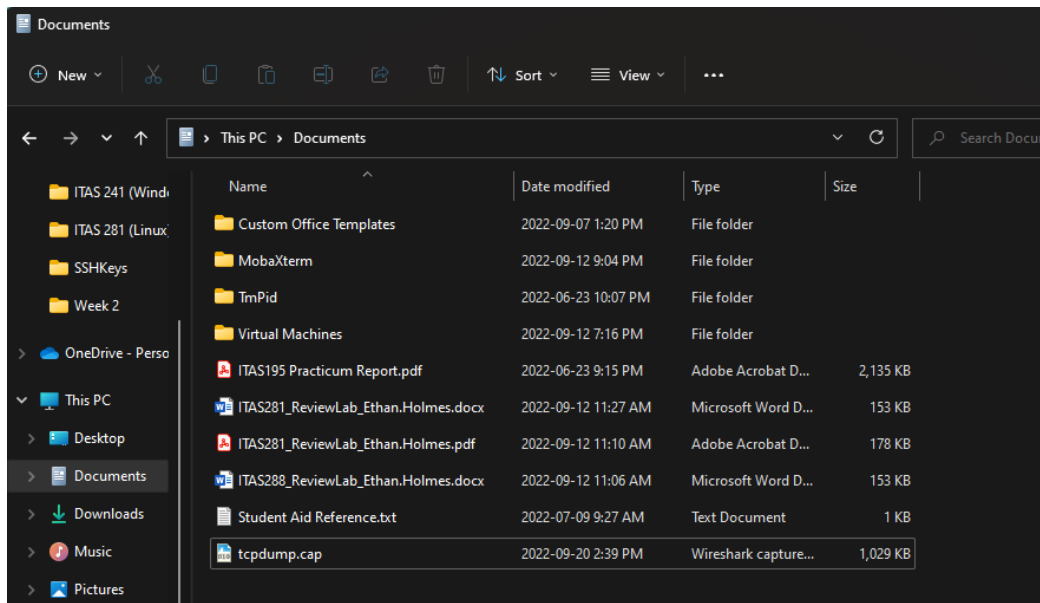 Documents
New
Sort
View
This PC > Documents
Search Docu
ITAS 241 (Wind
ITAS 281 (Linux
SSHKeys
Week 2
OneDrive - Perso
This PC
Desktop
Documents
Downloads
Music
Pictures
Name Date modified Type Size
Custom Office Templates 2022-09-07 1:20 PM File folder
MobaXterm 2022-09-12 9:04 PM File folder
TmPid 2022-06-23 10:07 PM File folder
Virtual Machines 2022-09-12 7:16 PM File folder
ITAS195 Practicum Report.pdf 2022-06-23 9:15 PM Adobe Acrobat D... 2,135 KB
ITAS281_ReviewLab_Ethan.Holmes.docx 2022-09-12 11:27 AM Microsoft Word D... 153 KB
ITAS281_ReviewLab_Ethan.Holmes.pdf 2022-09-12 11:10 AM Adobe Acrobat D... 178 KB
ITAS288_ReviewLab_Ethan.Holmes.docx 2022-09-12 11:06 AM Microsoft Word D... 153 KB
Student Aid Reference.txt 2022-07-09 9:27 AM Text Document 1 KB
tcpdump.cap 2022-09-20 2:39 PM Wireshark capture... 1,029 KB